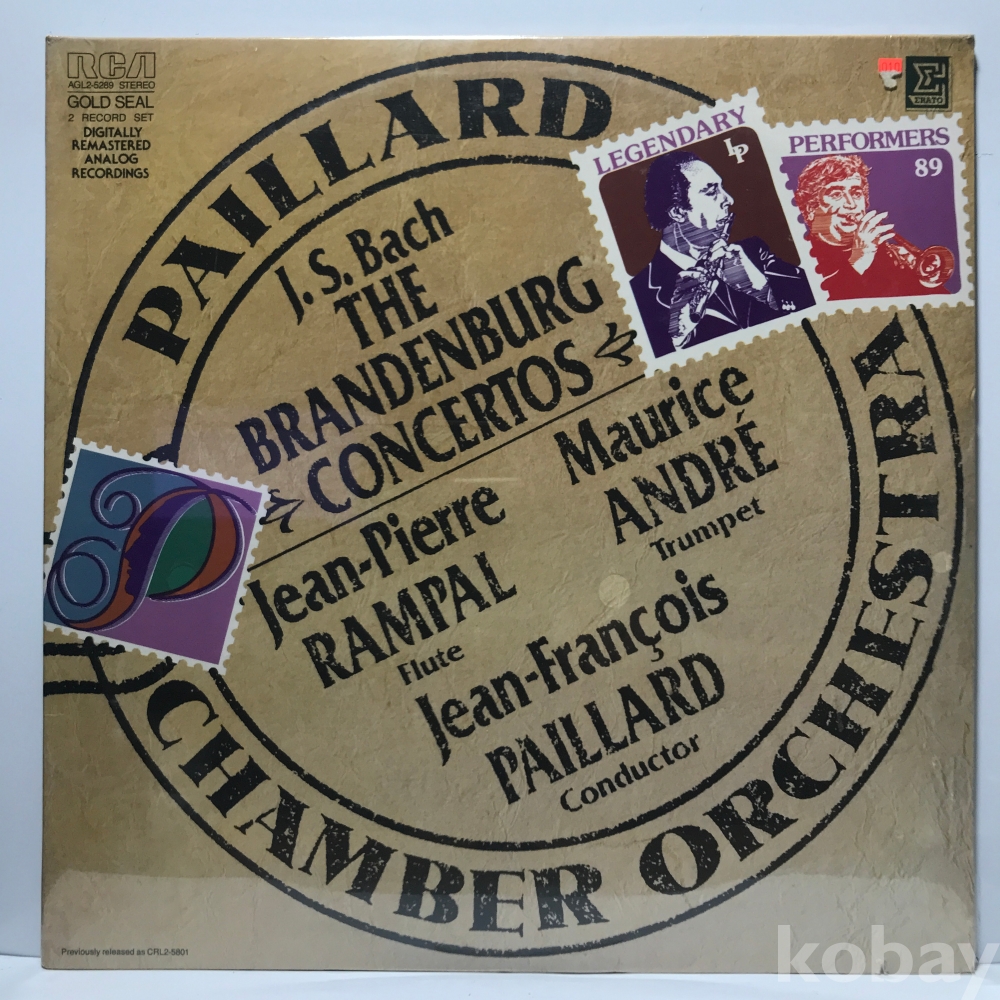 RCA
AGL2-5289 STEREO
GOLD SEAL
2 RECORD SET
DIGITALLY
REMASTERED
ANALOG
RECORDINGS
ERATO
LEGENDARY
LP
PERFORMERS
89
PAILLARD
CHAMBER ORCHESTRA
J. S. Bach
THE
BRANDENBURG
CONCERTOS
Maurice
ANDRÉ
Trumpet
Jean-Pierre
RAMPAL
Flute
Jean-François
PAILLARD
Conductor
Previously released as CRL2-5801
kobay